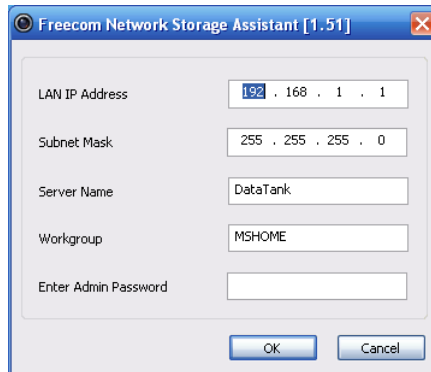 Freecom Network Storage Assistant [1.51]
LAN IP Address 192 . 168 . 1 . 1
Subnet Mask 255 . 255 . 255 . 0
Server Name DataTank
Workgroup MSHOME
Enter Admin Password
OK Cancel